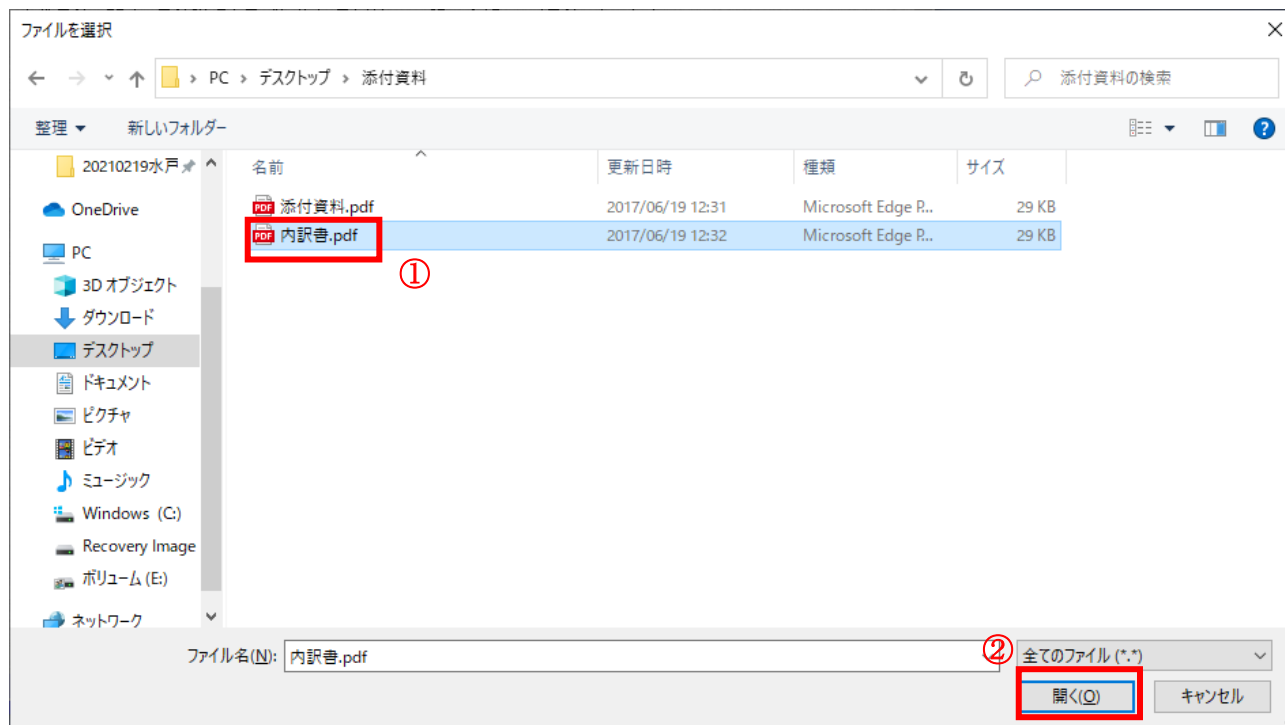 ファイルを選択
PC › デスクトップ › 添付資料
添付資料の検索
整理 新しいフォルダー
20210219水戸
OneDrive
PC
3D オブジェクト
ダウンロード
デスクトップ
ドキュメント
ピクチャ
ビデオ
ミュージック
Windows (C:)
Recovery Image
ボリューム (E:)
ネットワーク
名前 更新日時 種類 サイズ
PDF 添付資料.pdf 2017/06/19 12:31 Microsoft Edge P... 29 KB
PDF 内訳書.pdf 2017/06/19 12:32 Microsoft Edge P... 29 KB
①
ファイル名(N): 内訳書.pdf
② 全てのファイル (*.*)
開く(O) キャンセル